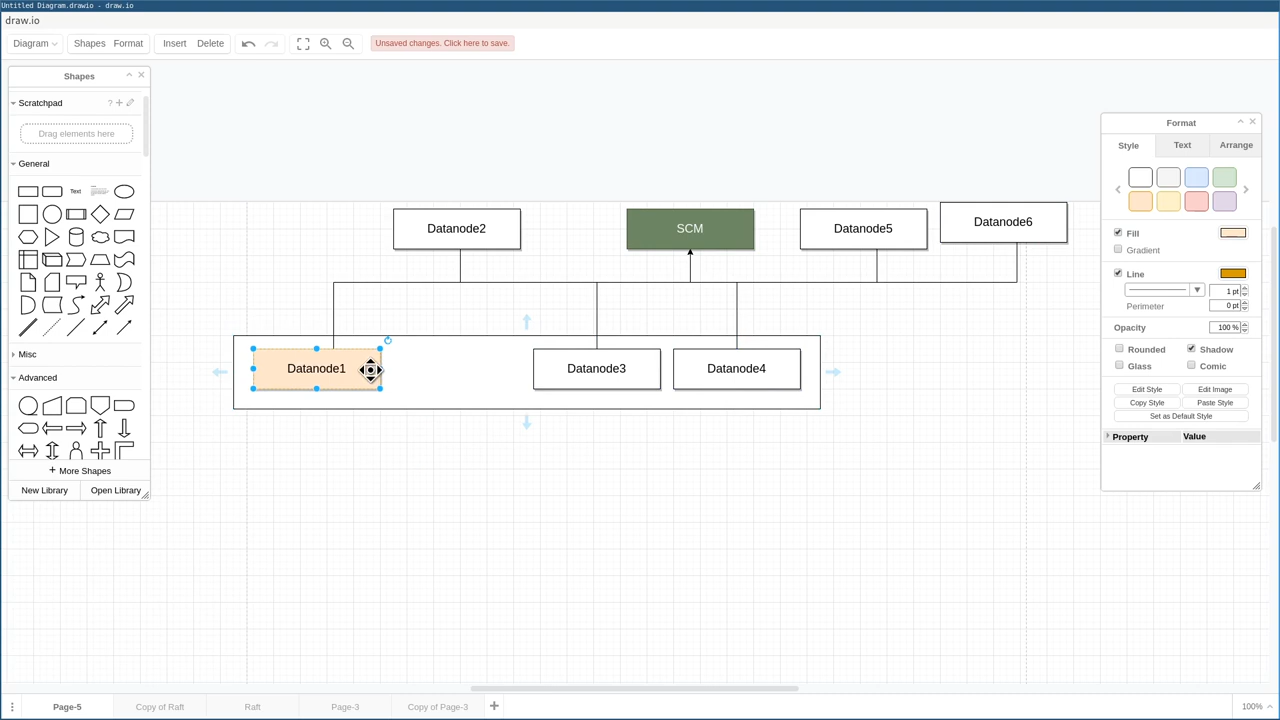 Untitled Diagram.drawio - draw.io
draw.io
Diagram Shapes Format Insert Delete Unsaved changes. Click here to save.
Shapes
Scratchpad ?
Drag elements here
General
Text
Misc
Advanced
More Shapes
New Library Open Library
Datanode2 SCM Datanode5 Datanode6
Datanode1 Datanode3 Datanode4
Format
Style Text Arrange
Fill
Gradient
Line
1 pt
Perimeter 0 pt
Opacity 100 %
Rounded Shadow
Glass Comic
Edit Style Edit Image
Copy Style Paste Style
Set as Default Style
Property Value
Page-5 Copy of Raft Raft Page-3 Copy of Page-3 100%